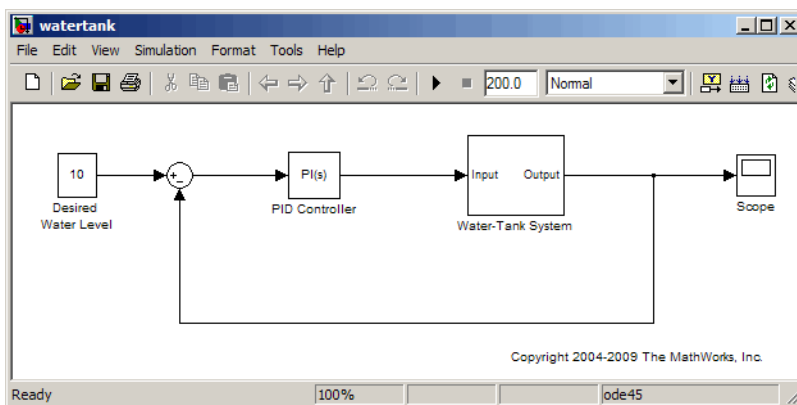 watertank
File Edit View Simulation Format Tools Help
200.0 Normal
10
+
-
PI(s)
Input Output
Desired
Water Level
PID Controller
Water-Tank System
Scope
Copyright 2004-2009 The MathWorks, Inc.
Ready 100% ode45